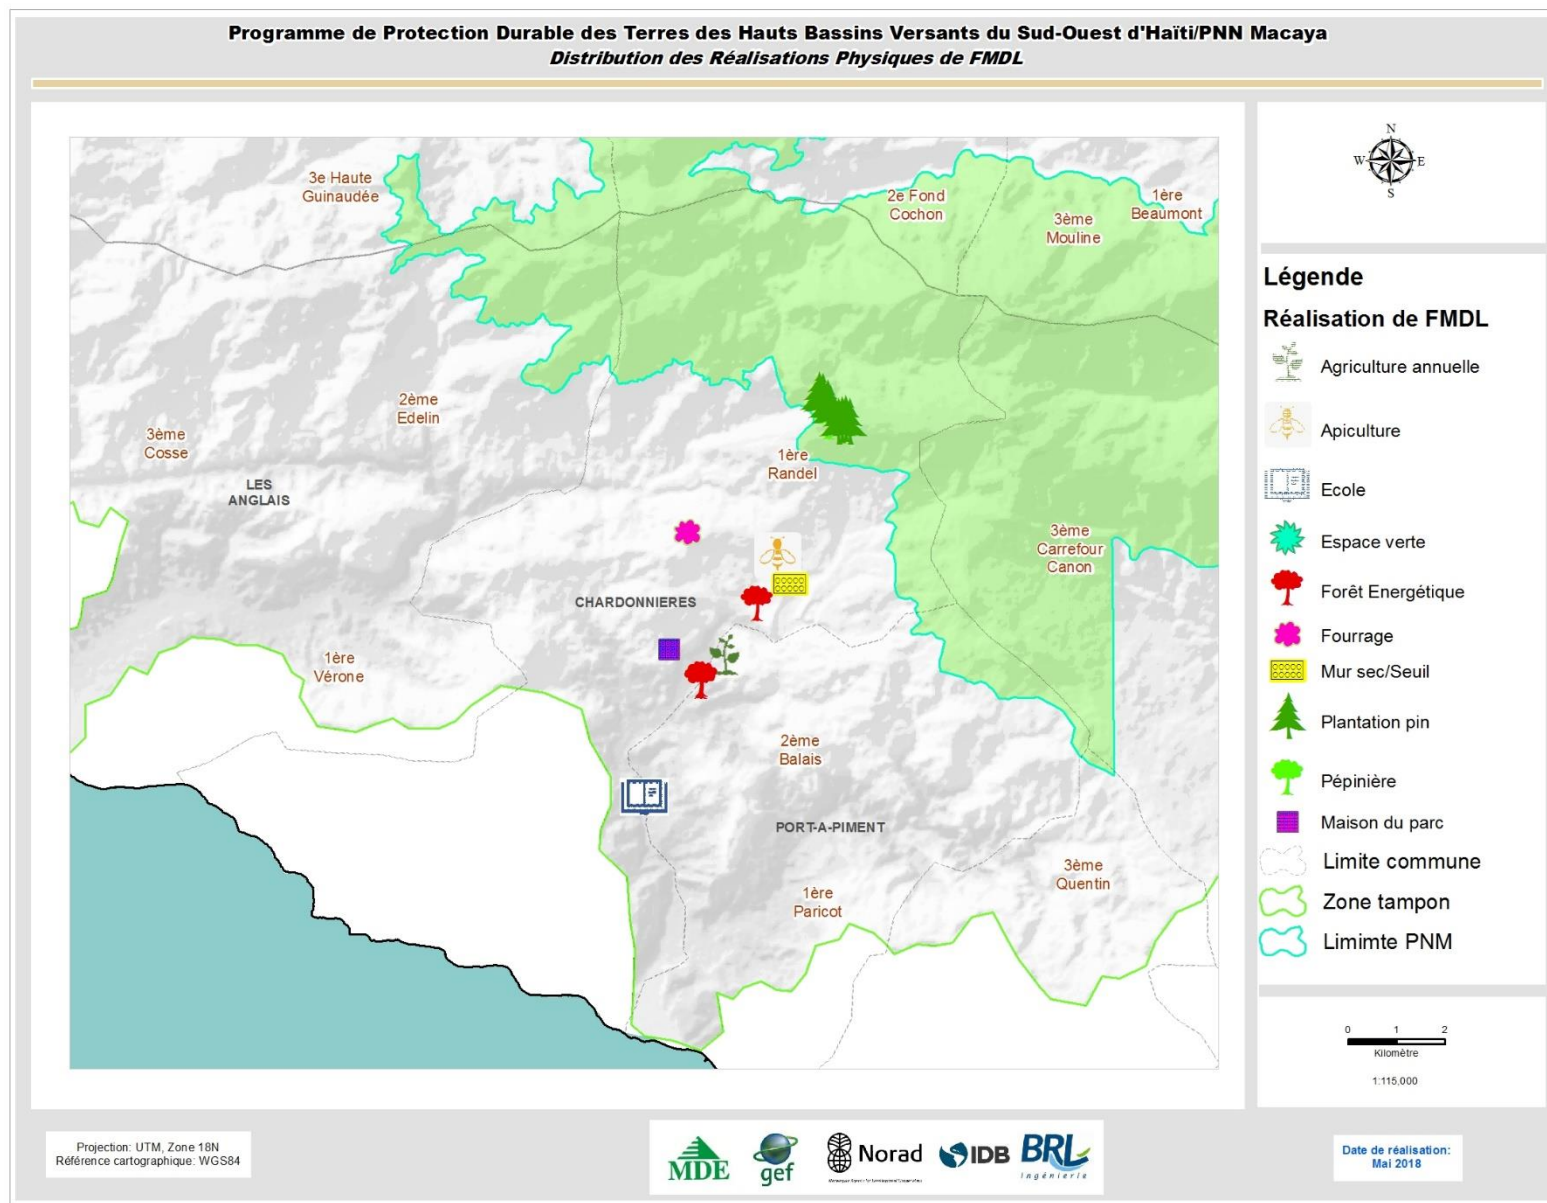 Programme de Protection Durable des Terres des Hauts Bassins Versants du Sud-Ouest d'Haïti/PNN Macaya
Distribution des Réalisations Physiques de FMDL
3e Haute
Guinaudée
2e Fond
Cochon
1ère
Beaumont
3ème
Mouline
2ème
Edelin
3ème
Cosse
LES
ANGLAIS
1ère
Randel
3ème
Carrefour
Canon
CHARDONNIERES
1ère
Vérone
2ème
Balais
PORT-A-PIMENT
3ème
Quentin
1ère
Paricot
N
W
E
S
Légende
Réalisation de FMDL
Agriculture annuelle
Apiculture
Ecole
Espace verte
Forêt Energétique
Fourrage
Mur sec/Seuil
Plantation pin
Pépinière
Maison du parc
Limite commune
Zone tampon
Limimte PNM
0 1 2
Kilomètre
1:115,000
Projection: UTM, Zone 18N
Référence cartographique: WGS84
MDE
gef
Norad
IDB
BRL
Ingénierie
Date de réalisation:
Mai 2018